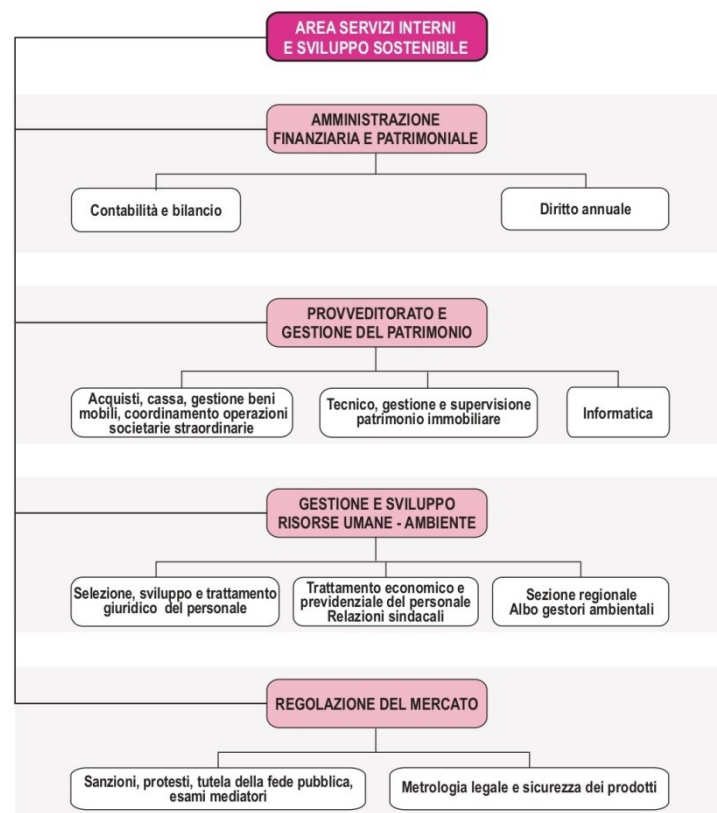 AREA SERVIZI INTERNI
E SVILUPPO SOSTENIBILE
AMMINISTRAZIONE
FINANZIARIA E PATRIMONIALE
Contabilità e bilancio
Diritto annuale
PROVVEDITORATO E
GESTIONE DEL PATRIMONIO
Acquisti, cassa, gestione beni
mobili, coordinamento operazioni
societarie straordinarie
Tecnico, gestione e supervisione
patrimonio immobiliare
Informatica
GESTIONE E SVILUPPO
RISORSE UMANE - AMBIENTE
Selezione, sviluppo e trattamento
giuridico del personale
Trattamento economico e
previdenziale del personale
Relazioni sindacali
Sezione regionale
Albo gestori ambientali
REGOLAZIONE DEL MERCATO
Sanzioni, protesti, tutela della fede pubblica,
esami mediatori
Metrologia legale e sicurezza dei prodotti